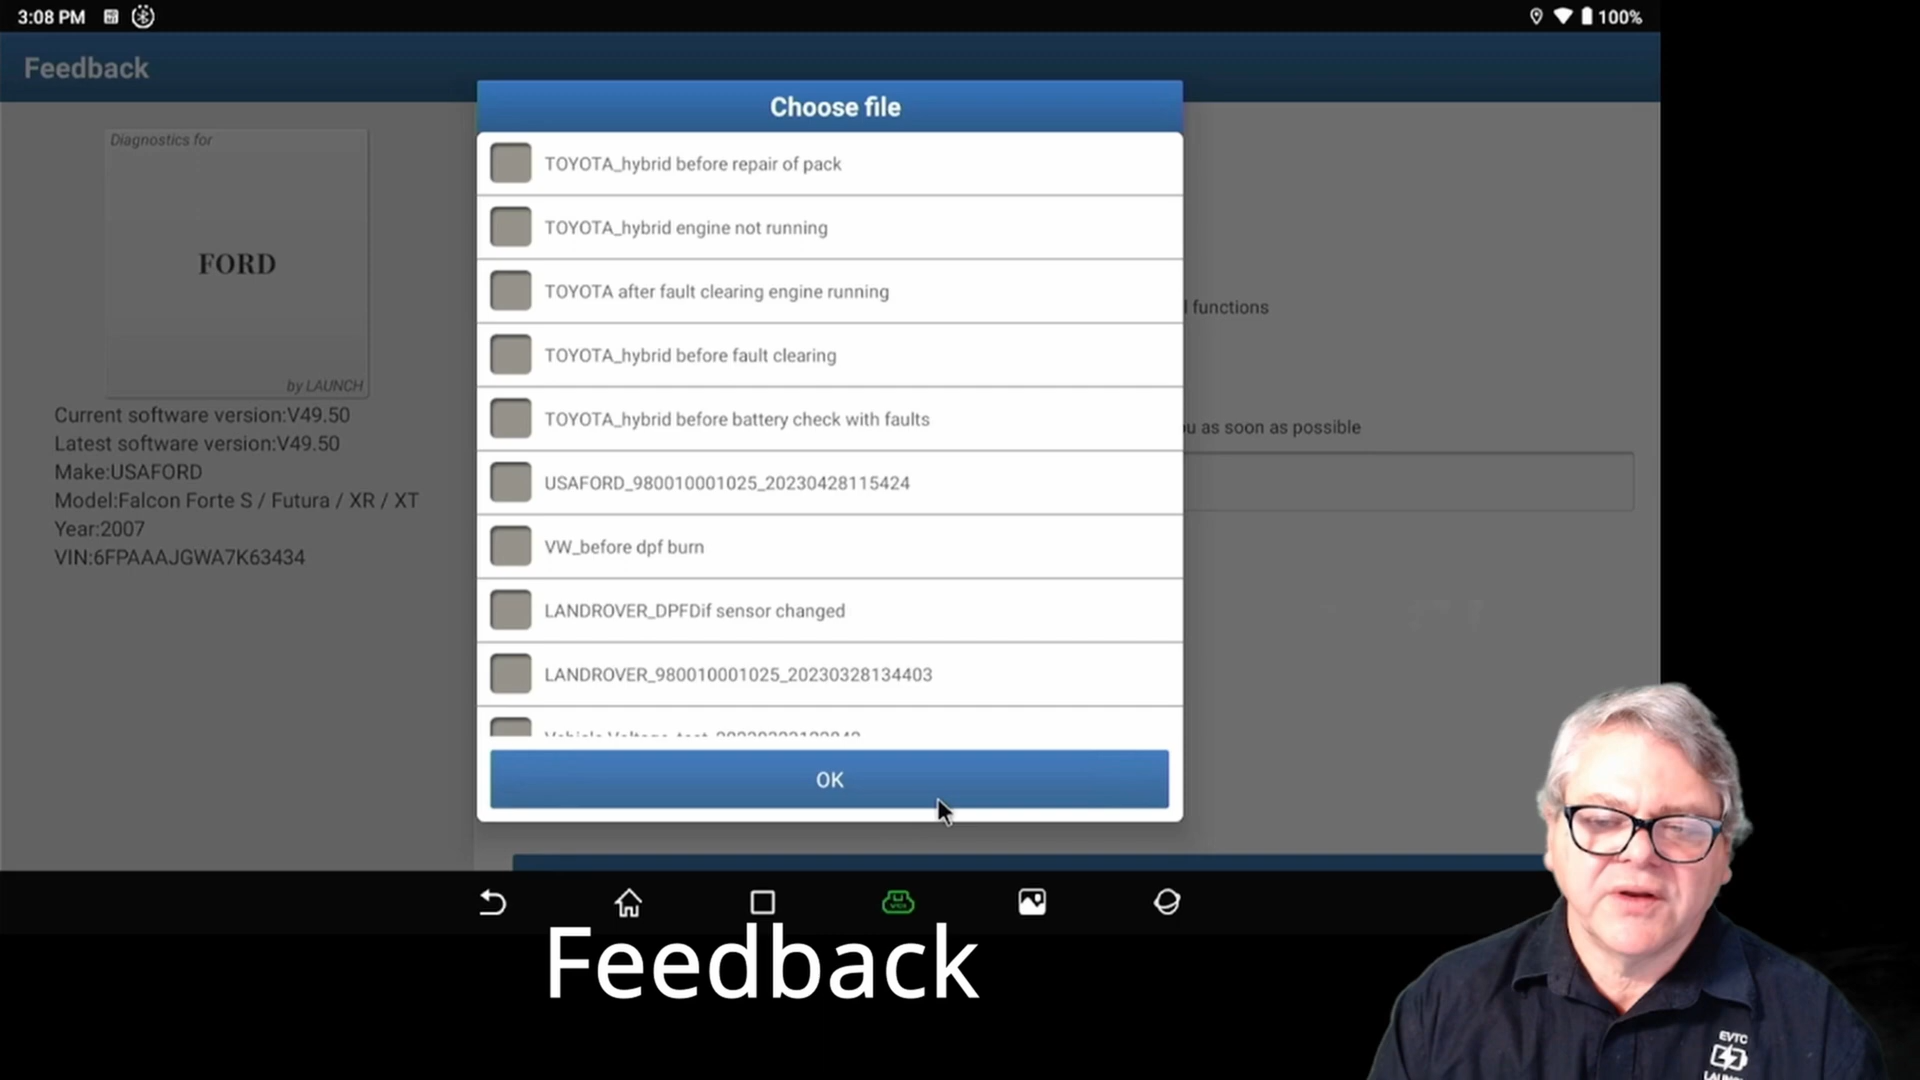 3:08 PM
100%
Feedback
Diagnostics for
FORD
by LAUNCH
Current software version:V49.50
Latest software version:V49.50
Make:USAFORD
Model:Falcon Forte S / Futura / XR / XT
Year:2007
VIN:6FPAAAJGWA7K63434
Choose file
TOYOTA_hybrid before repair of pack
TOYOTA_hybrid engine not running
TOYOTA after fault clearing engine running
TOYOTA_hybrid before fault clearing
TOYOTA_hybrid before battery check with faults
USAFORD_980010001025_20230428115424
VW_before dpf burn
LANDROVER_DPFDif sensor changed
LANDROVER_980010001025_20230328134403
OK
l functions
u as soon as possible
VCI
Feedback
EVTC